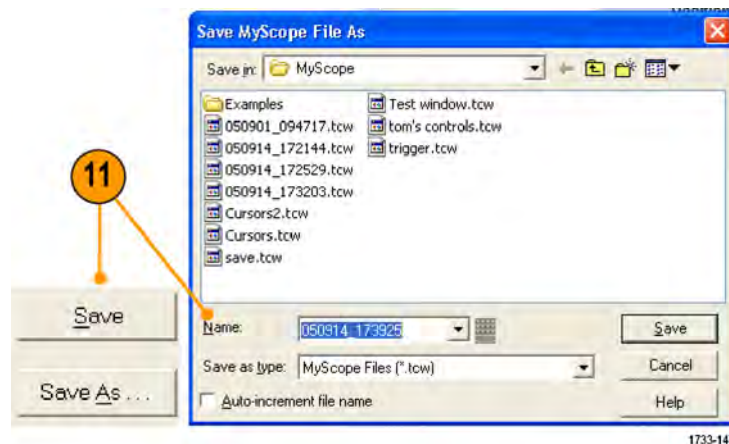 Save MyScope File As
Save in: MyScope
Examples
050901_094717.tcw
050914_172144.tcw
050914_172529.tcw
050914_173203.tcw
Cursors2.tcw
Cursors.tcw
save.tcw
Test window.tcw
tom's controls.tcw
trigger.tcw
11
Save
Save As ...
Name: 050914_173925
Save
Save as type: MyScope Files (*.tcw)
Cancel
Auto-increment file name
Help
1733-14